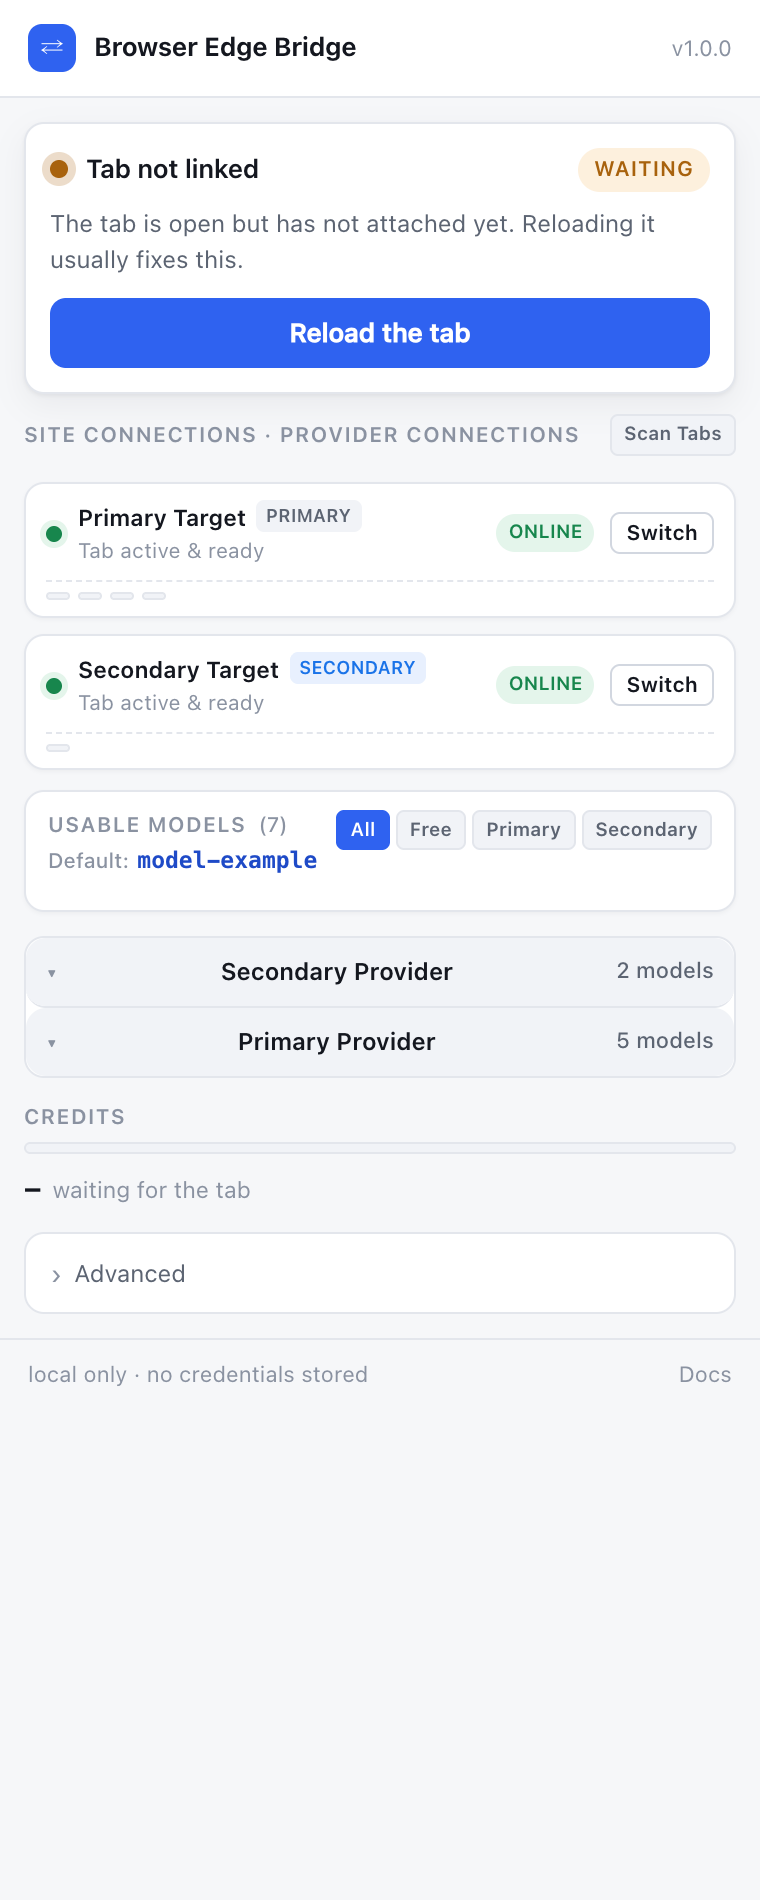 Browser Edge Bridge v1.0.0
Tab not linked WAITING
The tab is open but has not attached yet. Reloading it
usually fixes this.
Reload the tab
SITE CONNECTIONS · PROVIDER CONNECTIONS Scan Tabs
Primary Target PRIMARY ONLINE Switch
Tab active & ready
Secondary Target SECONDARY ONLINE Switch
Tab active & ready
USABLE MODELS (7) All Free Primary Secondary
Default: model-example
▾ Secondary Provider 2 models
▾ Primary Provider 5 models
CREDITS
– waiting for the tab
› Advanced
local only · no credentials stored Docs